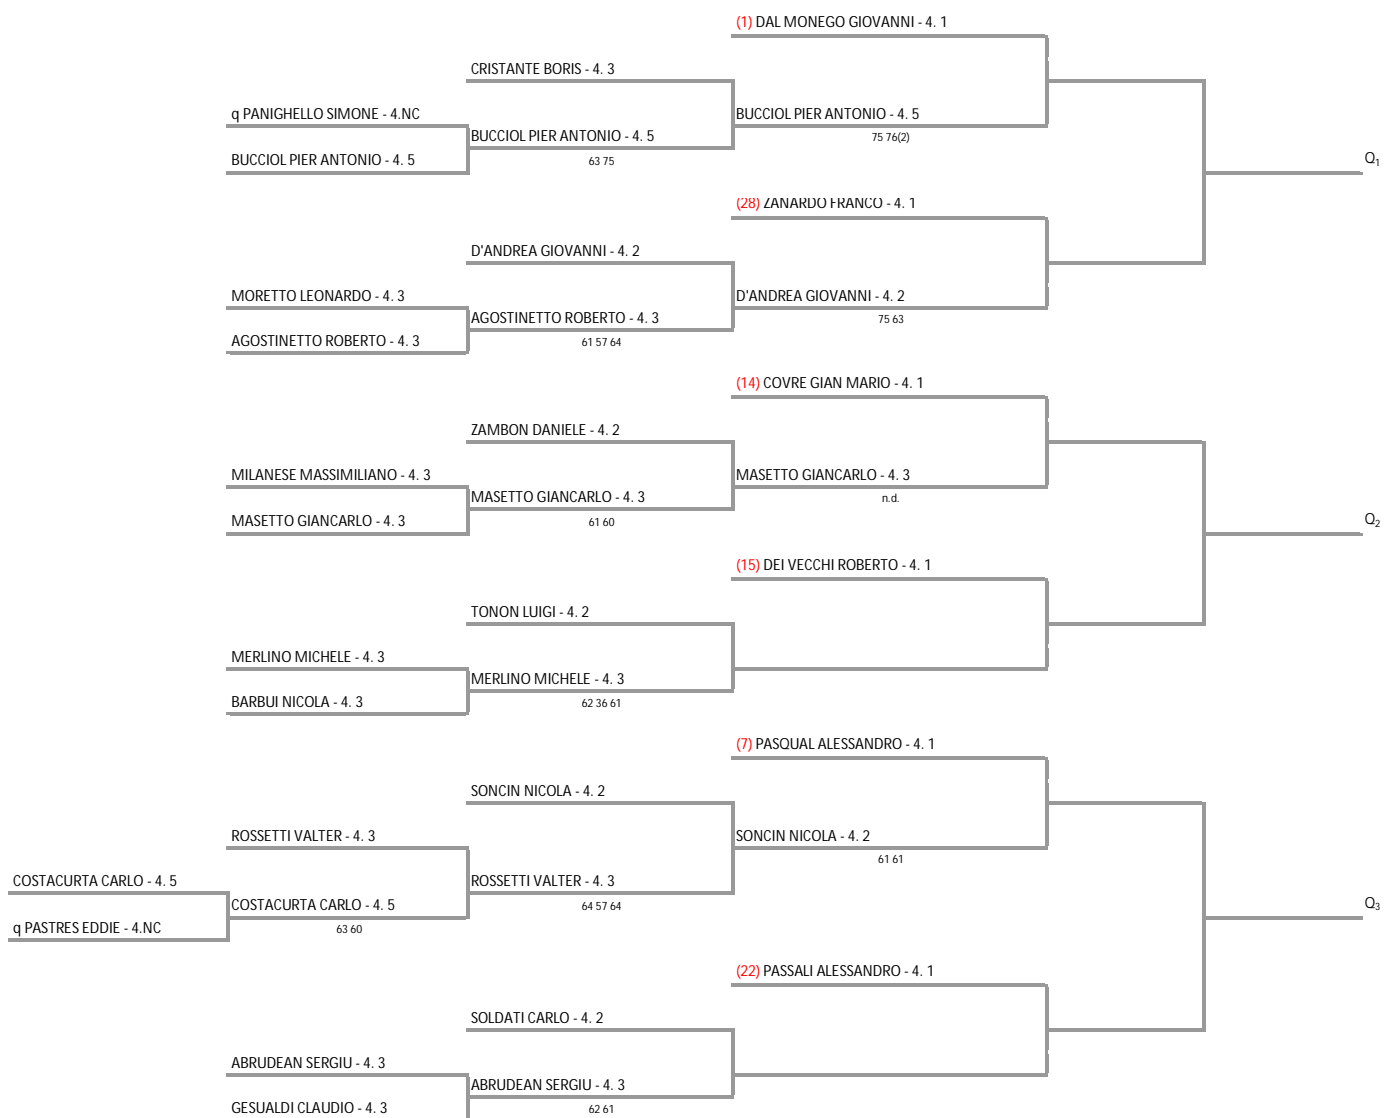 (1) DAL MONEGO GIOVANNI - 4. 1
CRISTANTE BORIS - 4. 3
q PANIGHELLO SIMONE - 4.NC
BUCCIOL PIER ANTONIO - 4. 5
75 76(2)
BUCCIOL PIER ANTONIO - 4. 5
63 75
BUCCIOL PIER ANTONIO - 4. 5
Q1
(28) ZANARDO FRANCO - 4. 1
D'ANDREA GIOVANNI - 4. 2
MORETTO LEONARDO - 4. 3
D'ANDREA GIOVANNI - 4. 2
75 63
AGOSTINETTO ROBERTO - 4. 3
61 57 64
AGOSTINETTO ROBERTO - 4. 3
(14) COVRE GIAN MARIO - 4. 1
ZAMBON DANIELE - 4. 2
MILANESE MASSIMILIANO - 4. 3
MASETTO GIANCARLO - 4. 3
n.d.
MASETTO GIANCARLO - 4. 3
61 60
MASETTO GIANCARLO - 4. 3
Q2
(15) DEI VECCHI ROBERTO - 4. 1
TONON LUIGI - 4. 2
MERLINO MICHELE - 4. 3
MERLINO MICHELE - 4. 3
62 36 61
BARBUI NICOLA - 4. 3
(7) PASQUAL ALESSANDRO - 4. 1
SONCIN NICOLA - 4. 2
ROSSETTI VALTER - 4. 3
SONCIN NICOLA - 4. 2
61 61
COSTACURTA CARLO - 4. 5
ROSSETTI VALTER - 4. 3
64 57 64
COSTACURTA CARLO - 4. 5
63 60
q PASTRES EDDIE - 4.NC
Q3
(22) PASSALI ALESSANDRO - 4. 1
SOLDATI CARLO - 4. 2
ABRUDEAN SERGIU - 4. 3
ABRUDEAN SERGIU - 4. 3
62 61
GESUALDI CLAUDIO - 4. 3